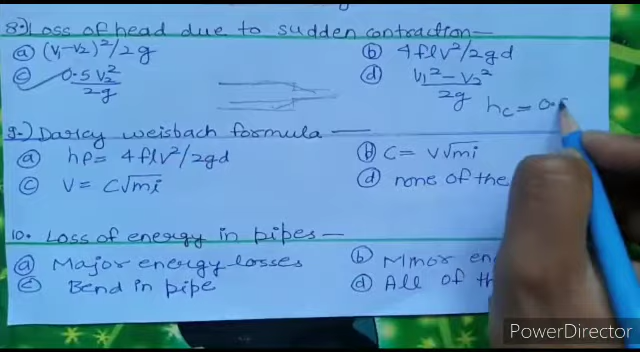 8.) Loss of head due to sudden contraction—
(a) (V₁-V₂)²/2g (b) 4flv²/2gd
(c) 0.5 V₂²/2g (d) V₁²-V₂²/2g
hc = 0.5
9.) Darcy weisbach formula —
(a) hf= 4flv²/2gd (b) C= V√mi
(c) V= C√mi (d) none of the
10. Loss of energy in pipes—
(a) Major energy losses (b) Minor en
(c) Bend in pipe (d) All of th
PowerDirector